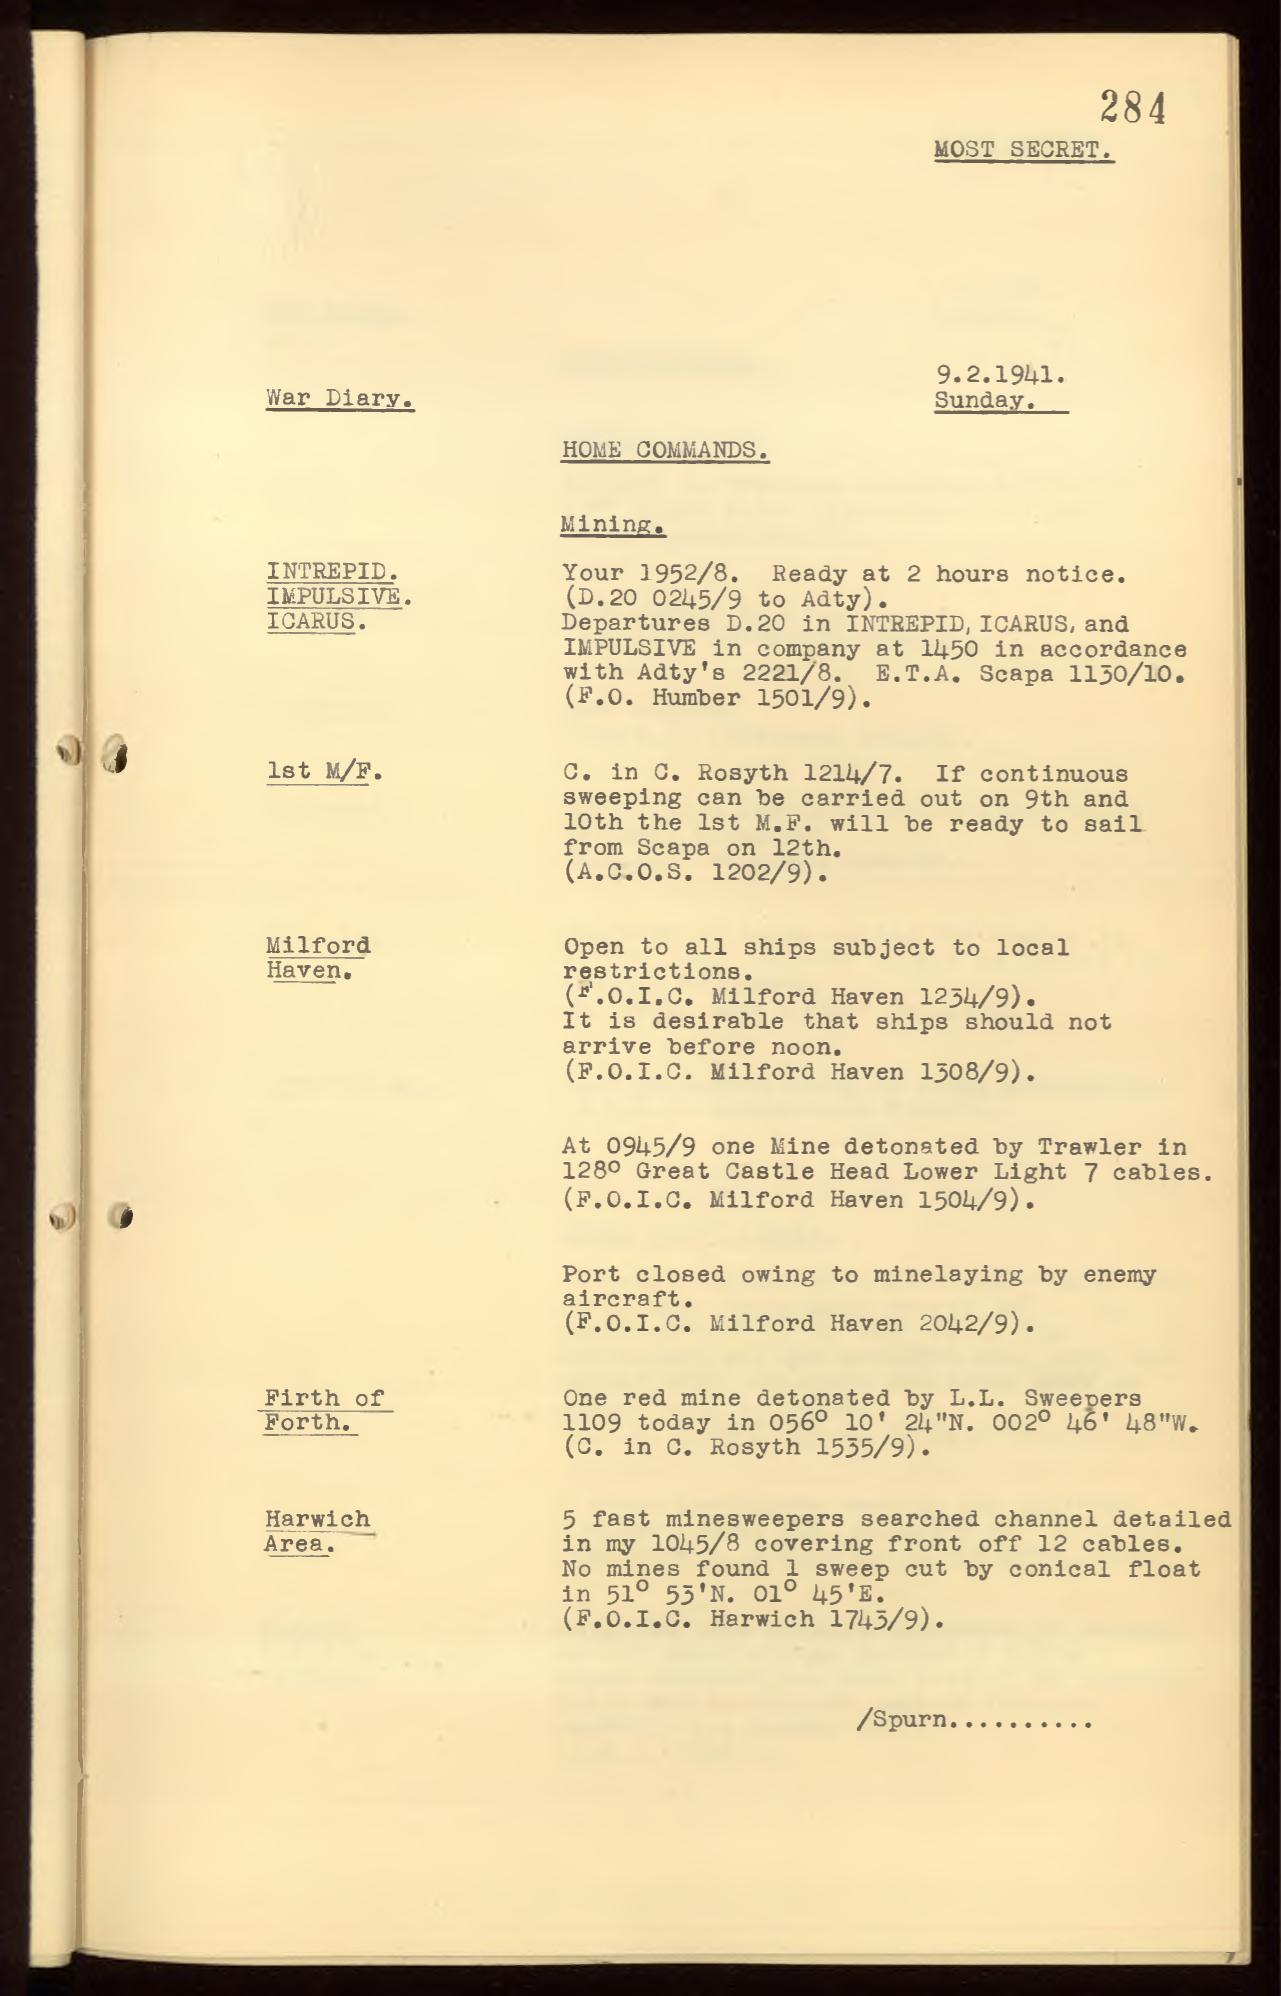 284
MOST SECRET.
9.2.1941.
War Diary.
Sunday.
HOME COMMANDS.
Mining.
INTREPID.
IMPULSIVE.
ICARUS.
Your 1952/8. Ready at 2 hours notice.
(D.20 0245/9 to Adty).
Departures D.20 in INTREPID, ICARUS, and
IMPULSIVE in company at 1450 in accordance
with Adty's 2221/8. E.T.A. Scapa 1130/10.
(F.O. Humber 1501/9).
1st M/F.
C. in C. Rosyth 1214/7. If continuous
sweeping can be carried out on 9th and
10th the 1st M.F. will be ready to sail
from Scapa on 12th.
(A.C.O.S. 1202/9).
Milford
Haven.
Open to all ships subject to local
restrictions.
(F.O.I.C. Milford Haven 1234/9).
It is desirable that ships should not
arrive before noon.
(F.O.I.C. Milford Haven 1308/9).
At 0945/9 one Mine detonated by Trawler in
128° Great Castle Head Lower Light 7 cables.
(F.O.I.C. Milford Haven 1504/9).
Port closed owing to minelaying by enemy
aircraft.
(F.O.I.C. Milford Haven 2042/9).
Firth of
Forth.
One red mine detonated by L.L. Sweepers
1109 today in 056° 10' 24"N. 002° 46' 48"W.
(C. in C. Rosyth 1535/9).
Harwich
Area.
5 fast minesweepers searched channel detailed
in my 1045/8 covering front off 12 cables.
No mines found 1 sweep cut by conical float
in 51° 53'N. 01° 45'E.
(F.O.I.C. Harwich 1743/9).
/Spurn..........